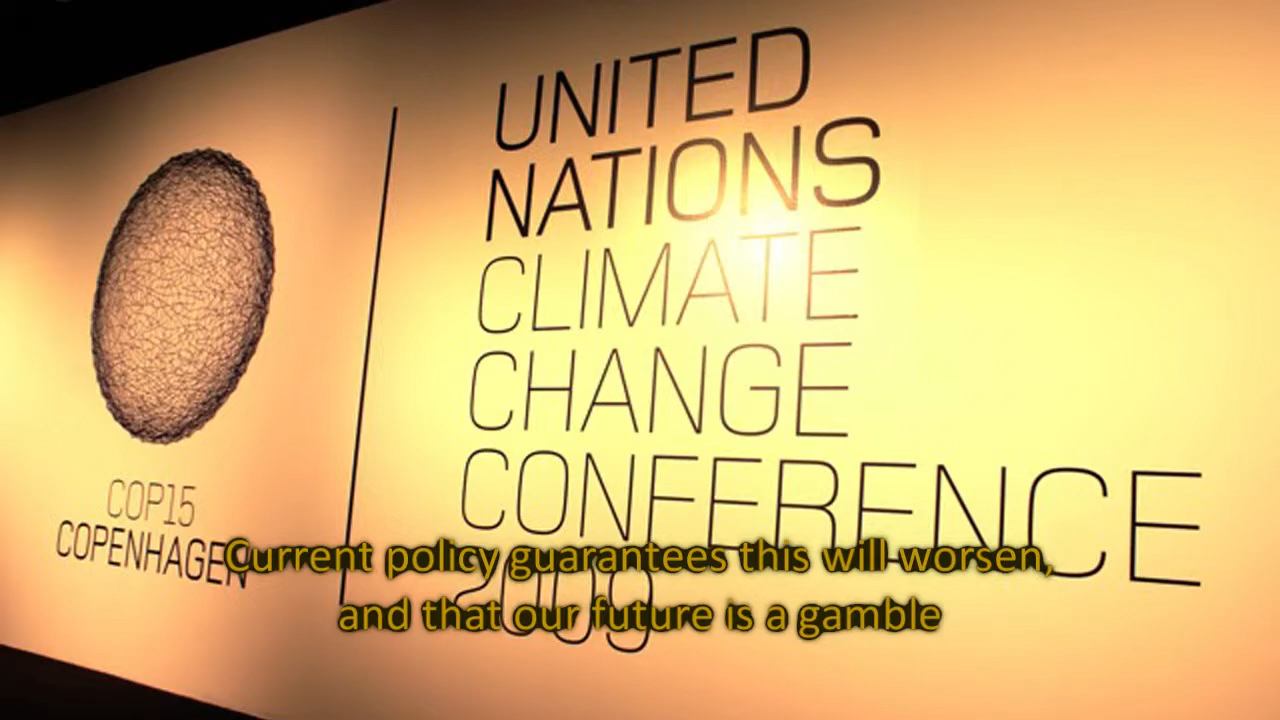 COP15
COPENHAGEN
UNITED
NATIONS
CLIMATE
CHANGE
CONFERENCE
2009
Current policy guarantees this will worsen,
and that our future is a gamble